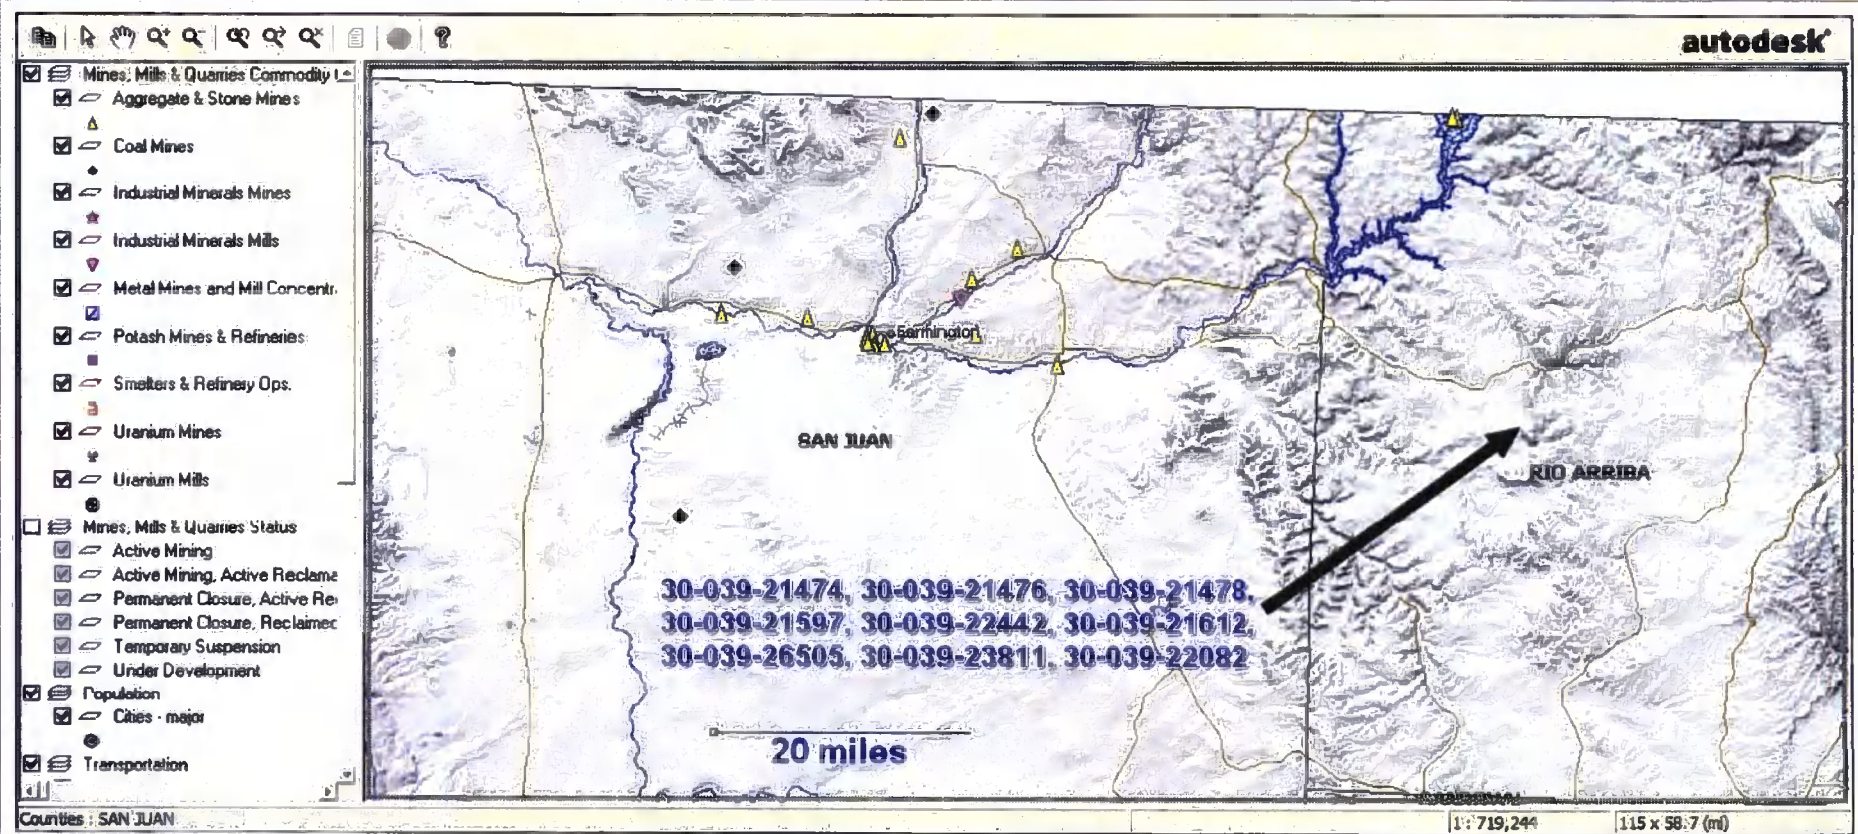 autodesk®
Mines, Mills & Quarries Commodity
Aggregate & Stone Mines
Coal Mines
Industrial Minerals Mines
Industrial Minerals Mills
Metal Mines and Mill Concentr
Potash Mines & Refineries
Smelters & Refinery Ops.
Uranium Mines
Uranium Mills
Mines, Mills & Quarries Status
Active Mining
Active Mining, Active Reclama
Permanent Closure, Active Re
Permanent Closure, Reclaimed
Temporary Suspension
Under Development
Population
Cities - major
Transportation
Farmington
SAN JUAN
RIO ARRIBA
30-039-21474, 30-039-21476, 30-039-21478,
30-039-21597, 30-039-22442, 30-039-21612,
30-039-26505, 30-039-23811, 30-039-22082
20 miles
Counties : SAN JUAN
1 : 719,244
115 x 58.7 (mi)